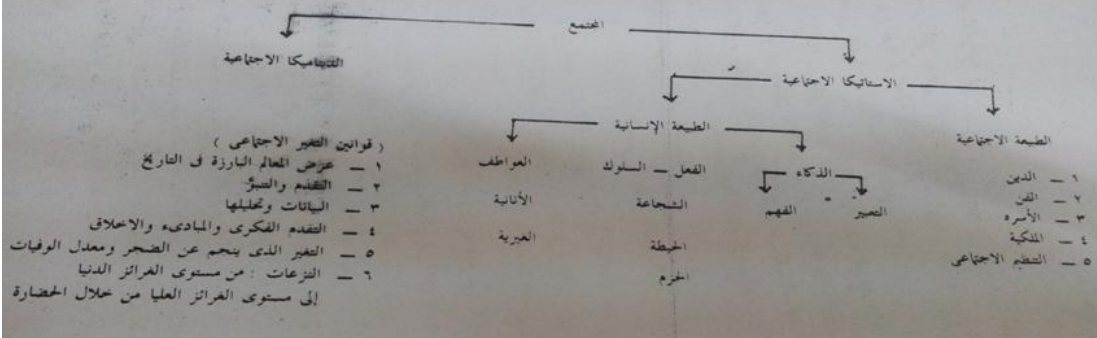 المجتمع
الاستاتيكا الاجتماعية
الديناميكا الاجتماعية
الطبيعة الاجتماعية
١ — الدين
٢ — الفن
٣ — الأسره
٤ — الملكية
٥ — التنظيم الاجتماعى
الطبيعة الإنسانية
الذكاء
التعبير
الفهم
الفعل — السلوك
الشجاعة
الحيطة
الحزم
العواطف
الأنانية
الغيرية
( قوانين التغير الاجتماعى )
١ — عرض المعالم البارزة فى التاريخ
٢ — التقدم والتنبؤ
٣ — البيانات وتحليلها
٤ — التقدم الفكرى والمبادىء والاخلاق
٥ — التغير الذى ينجم عن الضجر ومعدل الوفيات
٦ — النزعات : من مستوى الغرائز الدنيا
إلى مستوى الغرائز العليا من خلال الحضارة